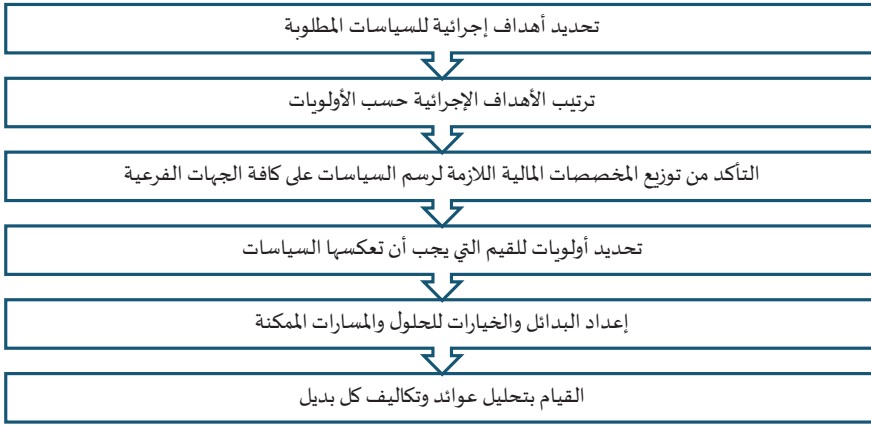 تحديد أهداف إجرائية للسياسات المطلوبة
ترتيب الأهداف الإجرائية حسب الأولويات
التأكد من توزيع المخصصات المالية اللازمة لرسم السياسات على كافة الجهات الفرعية
تحديد أولويات للقيم التي يجب أن تعكسها السياسات
إعداد البدائل والخيارات للحلول والمسارات الممكنة
القيام بتحليل عوائد وتكاليف كل بديل